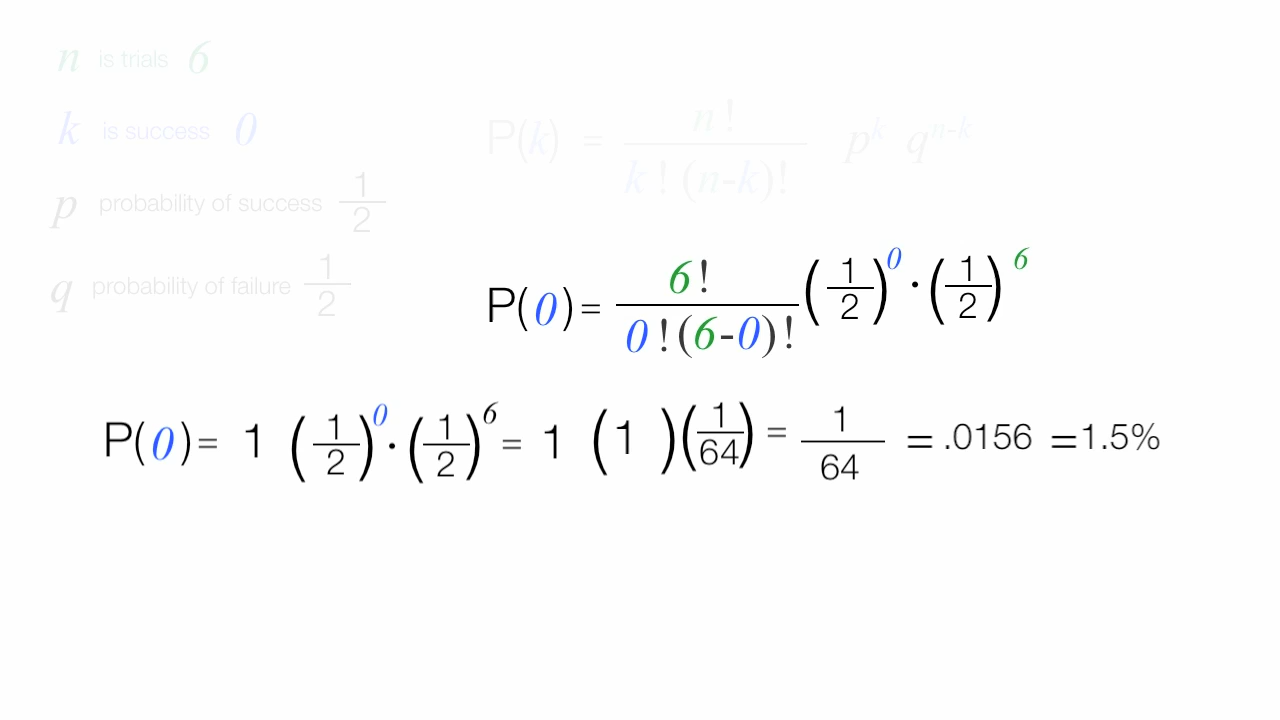 n is trials 6
k is success 0
P(k) = n! / k!(n-k)! p^k q^n-k
p probability of success 1/2
q probability of failure 1/2
P(0) = 6! / 0!(6-0)! (1/2)^0 · (1/2)^6
P(0) = 1 (1/2)^0 · (1/2)^6 = 1 (1)(1/64) = 1/64 = .0156 = 1.5%